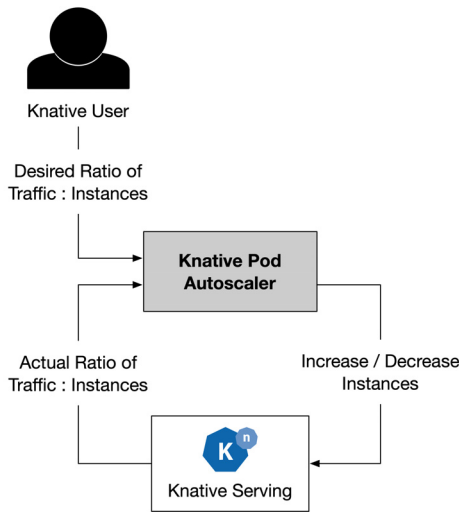 Knative User
Desired Ratio of
Traffic : Instances
Knative Pod
Autoscaler
Actual Ratio of
Traffic : Instances
Increase / Decrease
Instances
K n
Knative Serving